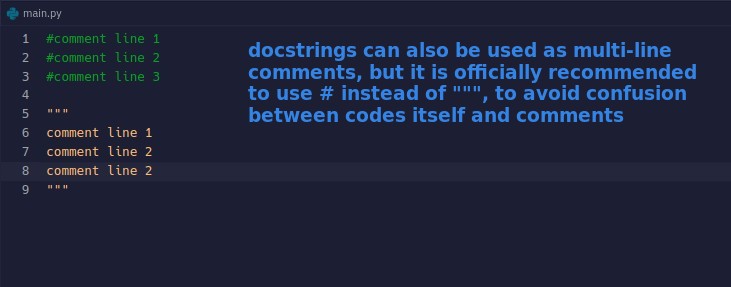 main.py
1 #comment line 1
2 #comment line 2
3 #comment line 3
4
5 """
6 comment line 1
7 comment line 2
8 comment line 2
9 """
docstrings can also be used as multi-line
comments, but it is officially recommended
to use # instead of """, to avoid confusion
between codes itself and comments